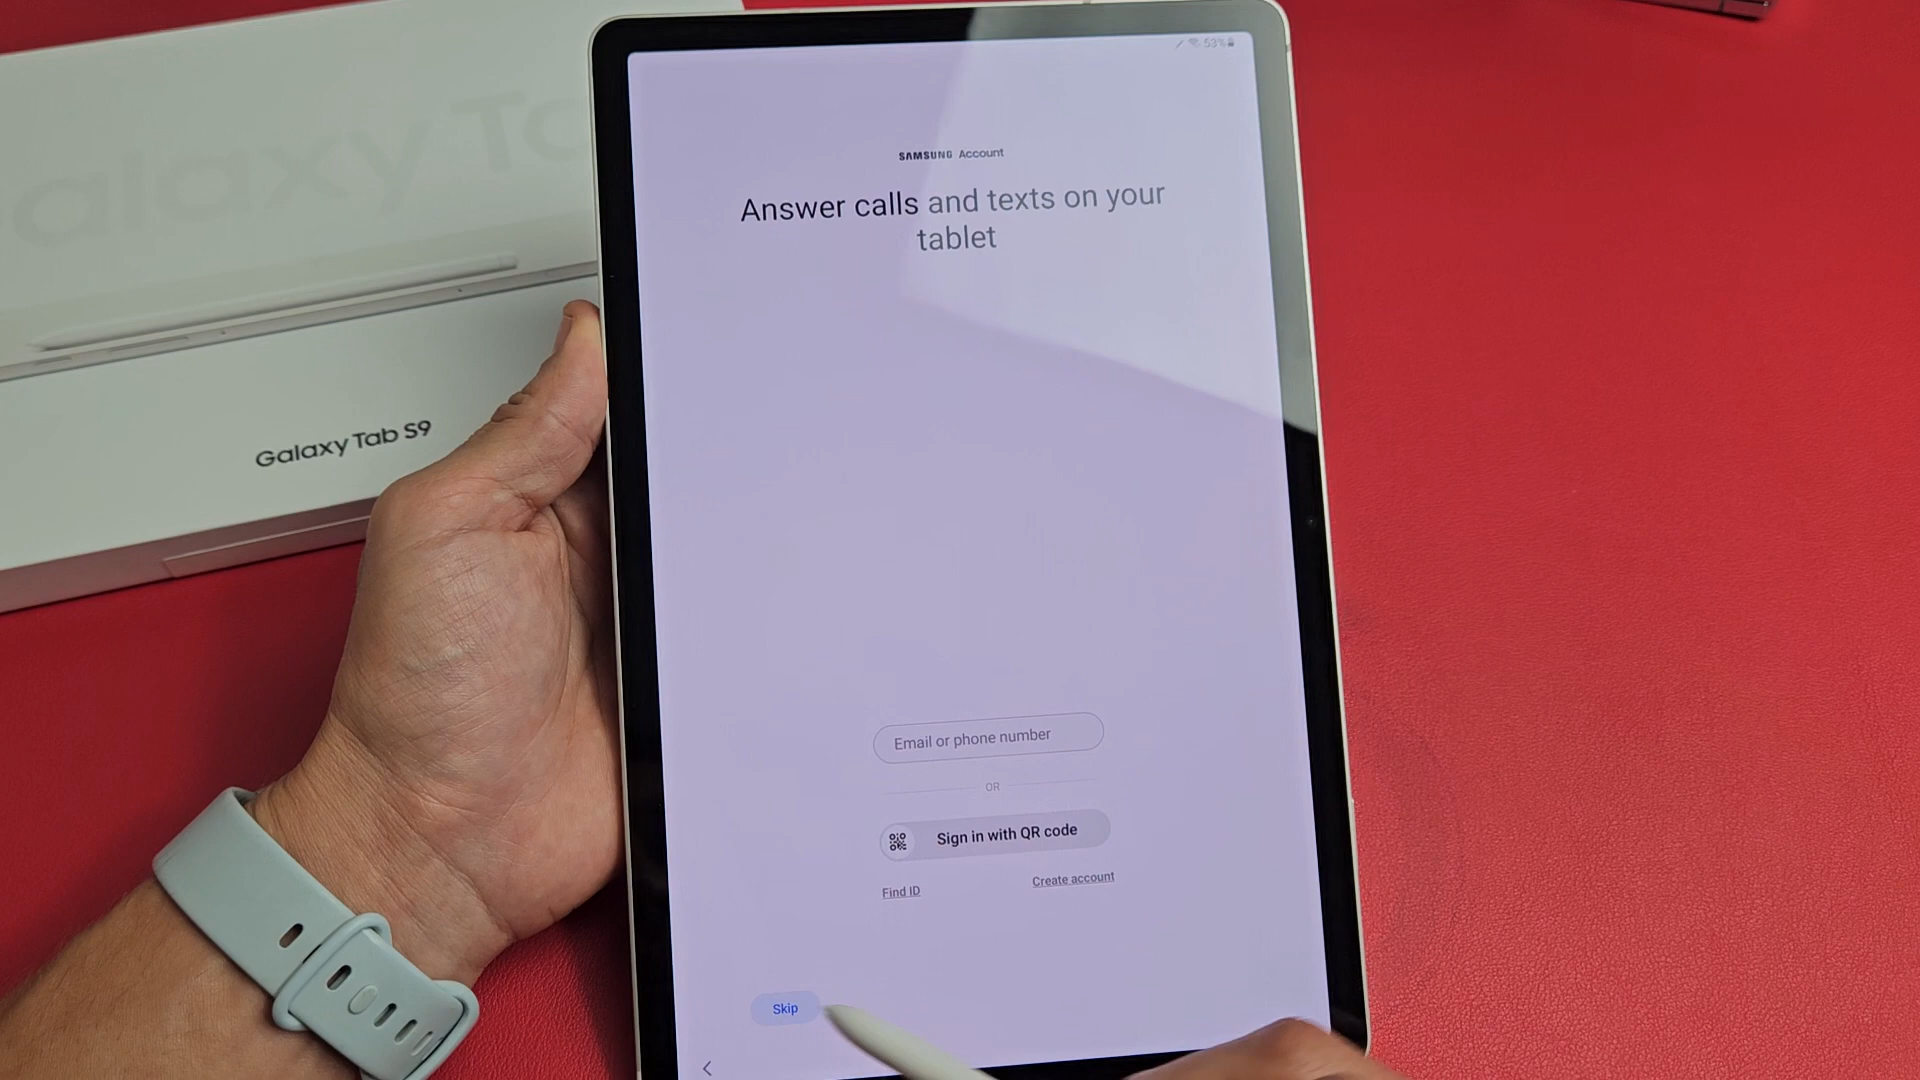 Galaxy Tab S9
53%
SAMSUNG Account
Answer calls and texts on your
tablet
Email or phone number
OR
Sign in with QR code
Find ID
Create account
Skip